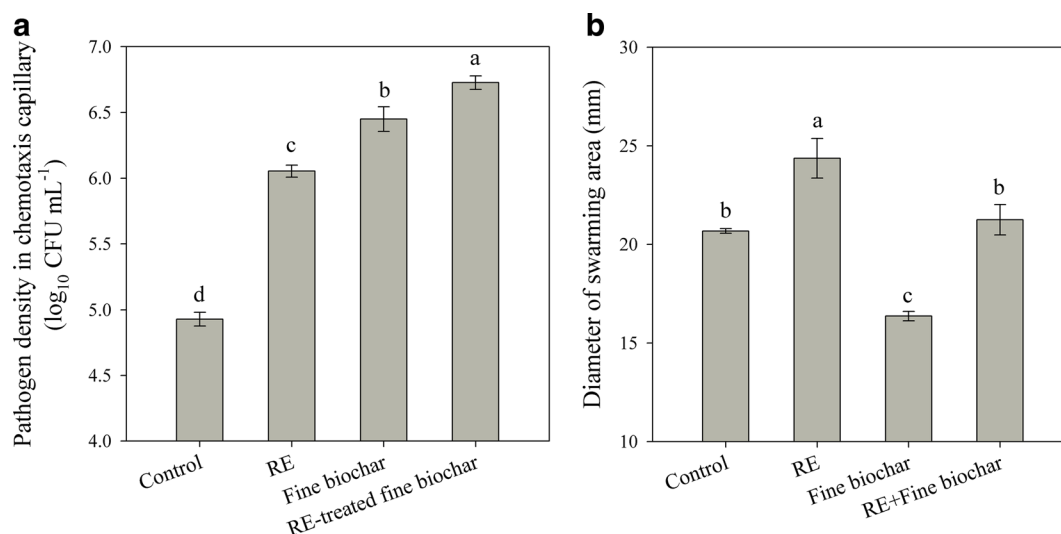 a
Pathogen density in chemotaxis capillary
(log10 CFU mL-1)
7.0
6.5
6.0
5.5
5.0
4.5
4.0
d
c
b
a
Control
RE
Fine biochar
RE-treated fine biochar
b
Diameter of swarming area (mm)
30
25
20
15
10
b
a
c
b
Control
RE
Fine biochar
RE+Fine biochar